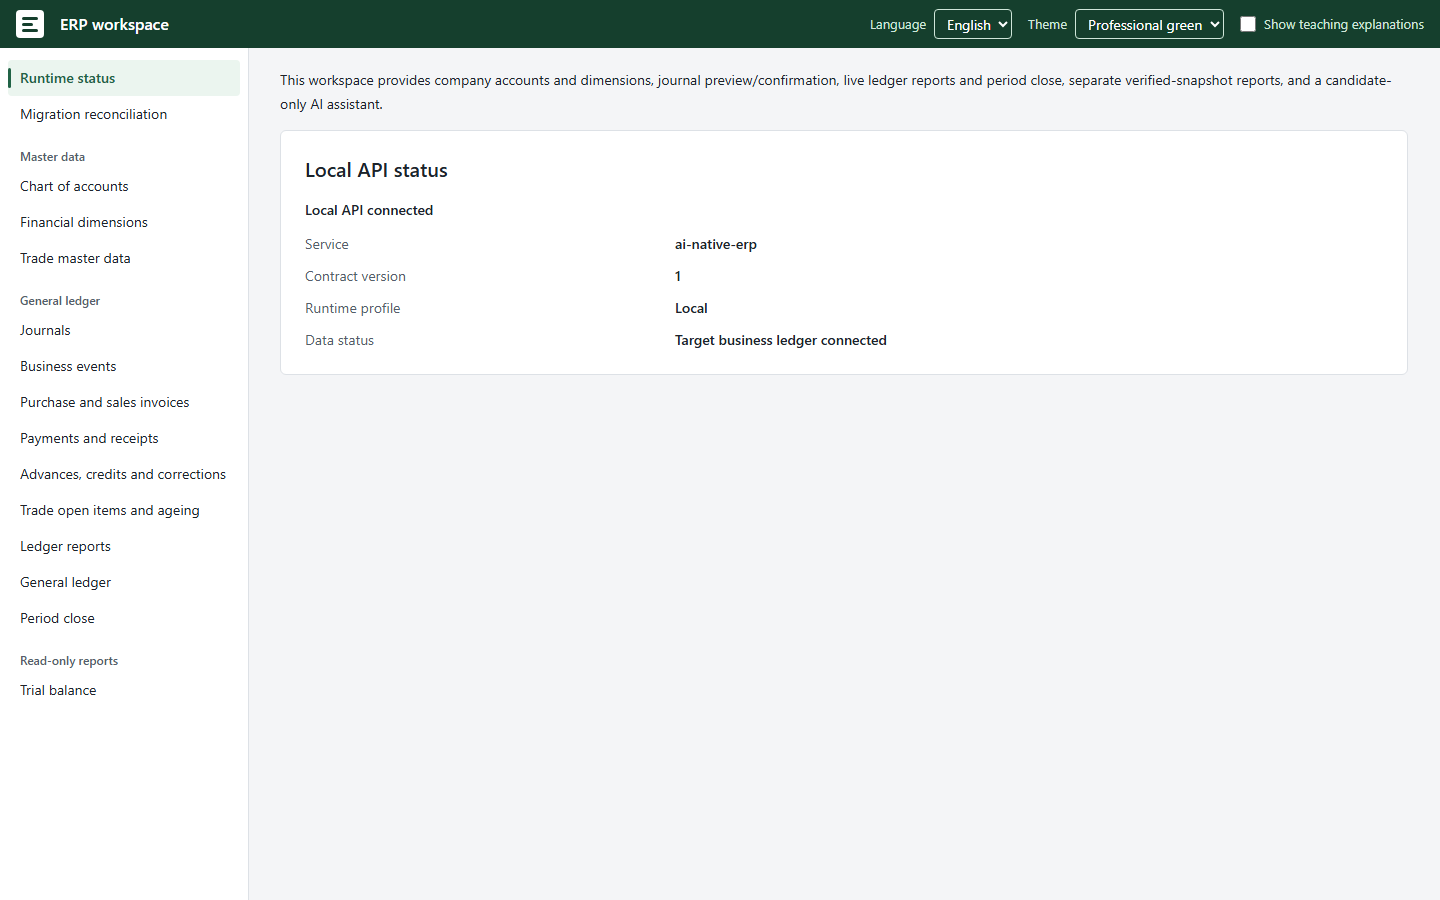 ERP workspace
Language
English
Theme
Professional green
Show teaching explanations
Runtime status
Migration reconciliation
Master data
Chart of accounts
Financial dimensions
Trade master data
General ledger
Journals
Business events
Purchase and sales invoices
Payments and receipts
Advances, credits and corrections
Trade open items and ageing
Ledger reports
General ledger
Period close
Read-only reports
Trial balance
This workspace provides company accounts and dimensions, journal preview/confirmation, live ledger reports and period close, separate verified-snapshot reports, and a candidate-
only AI assistant.
Local API status
Local API connected
Service ai-native-erp
Contract version 1
Runtime profile Local
Data status Target business ledger connected